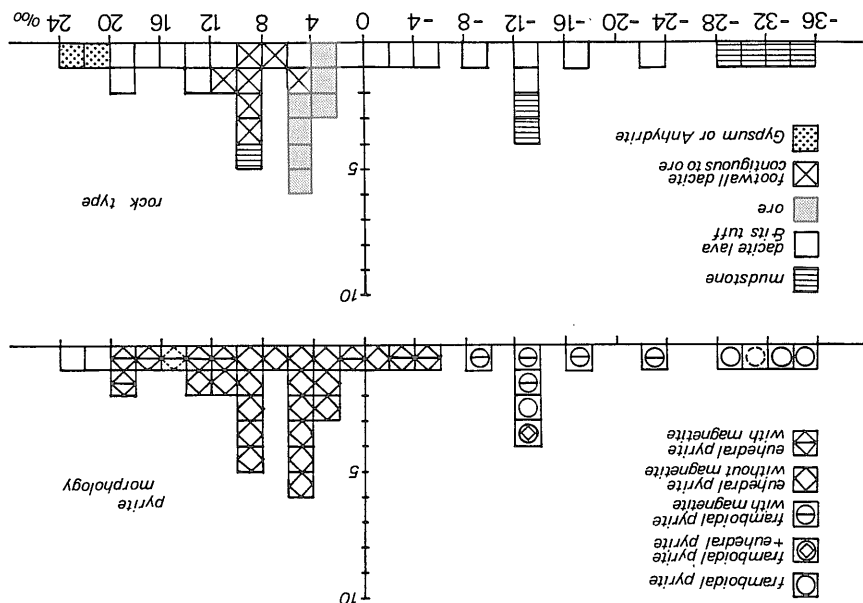 10
framboidal pyrite
framboidal pyrite
+euhedral pyrite
framboidal pyrite
with magnetite
euhedral pyrite
without magnetite
euhedral pyrite
with magnetite
5
pyrite
morphology
10
mudstone
dacite lava
& its tuff
ore
footwall dacite
contiguous to ore
Gypsum or Anhydrite
5
rock type
-36 -32 -28 -24 -20 -16 -12 -8 -4 0 4 8 12 16 20 24 ‰